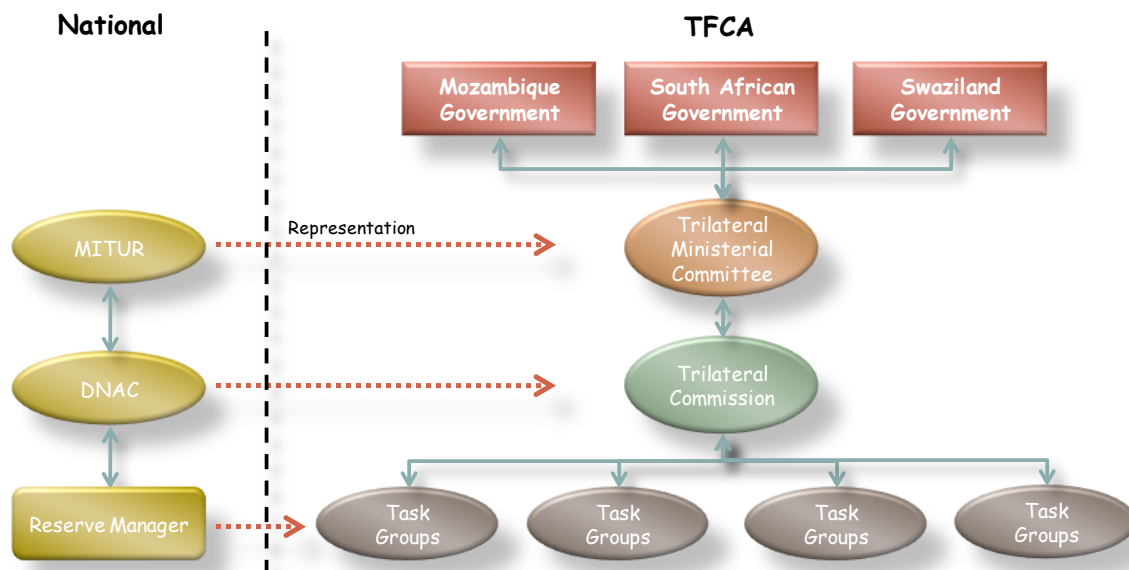 National
TFCA
Mozambique
Government
South African
Government
Swaziland
Government
MITUR
Representation
Trilateral
Ministerial
Committee
DNAC
Trilateral
Commission
Reserve Manager
Task
Groups
Task
Groups
Task
Groups
Task
Groups